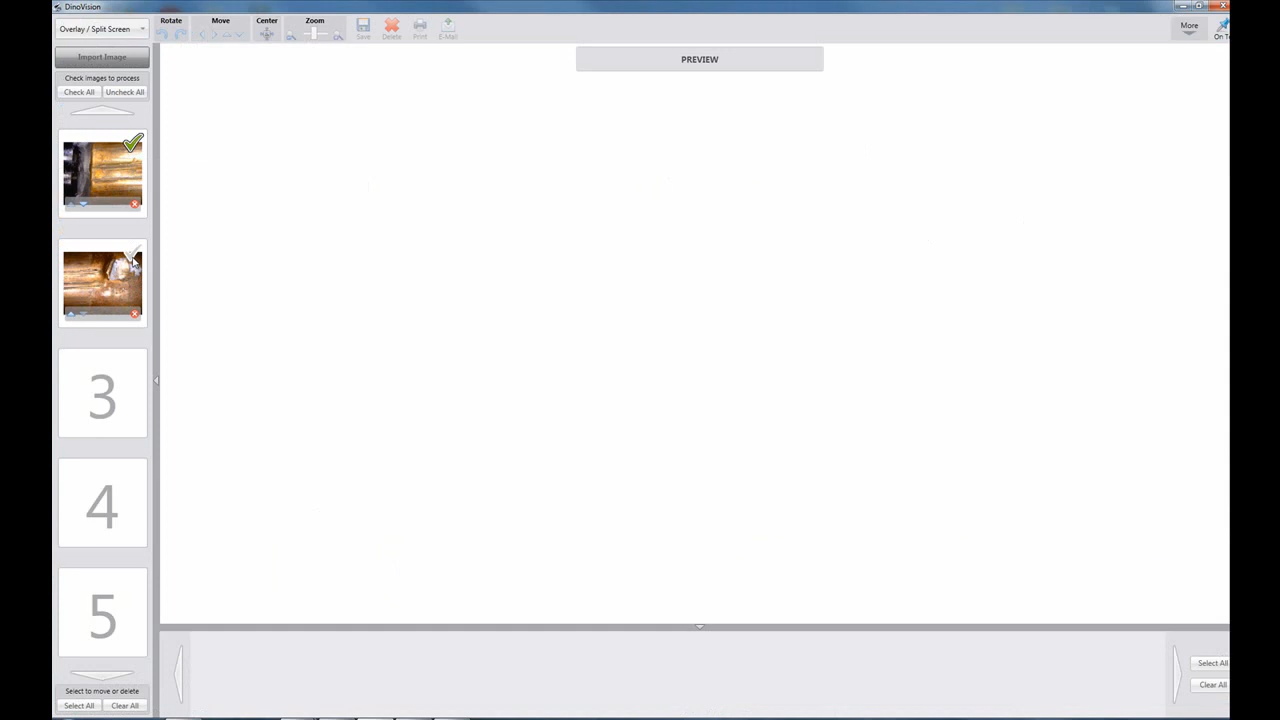 DinoVision
Overlay / Split Screen
Rotate
Move
Center
Zoom
Save
Delete
Print
E-Mail
More
On T
Import Image
PREVIEW
Check images to process
Check All
Uncheck All
3
4
5
Select to move or delete
Select All
Clear All
Select All
Clear All